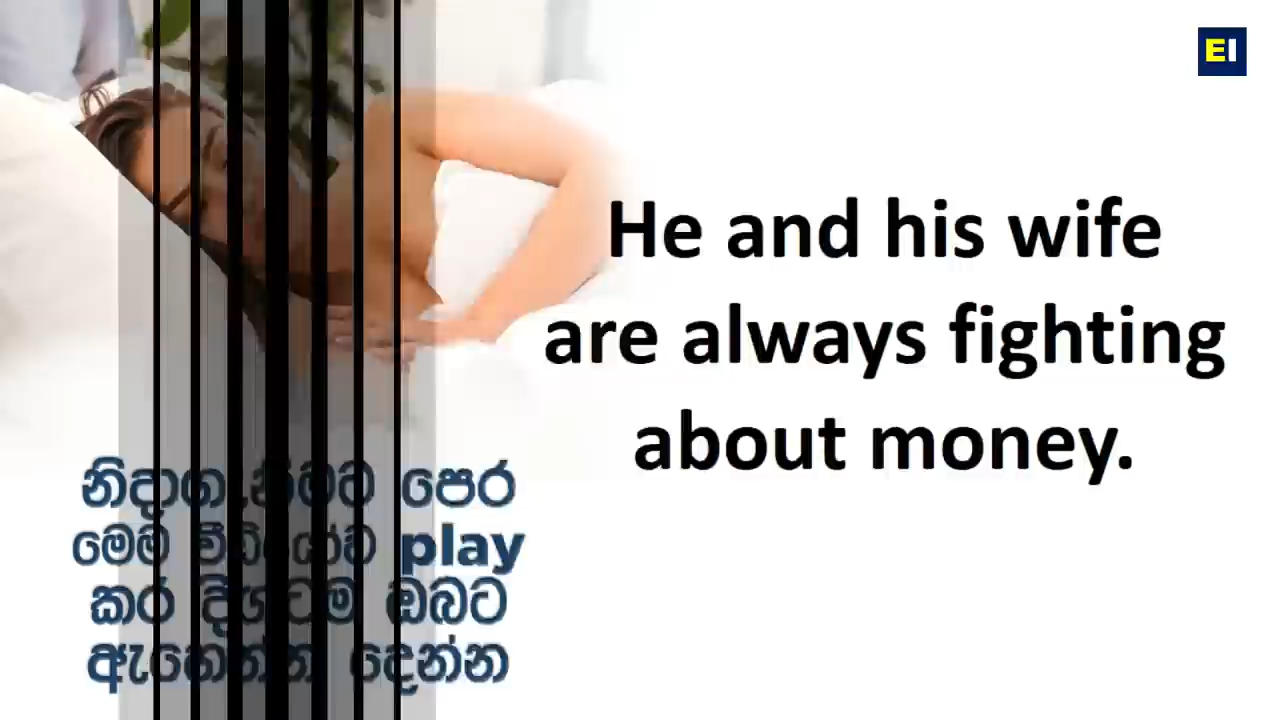 EI
He and his wife
are always fighting
about money.
පෙර
මෙම play
කර ඔබට
දෙන්න